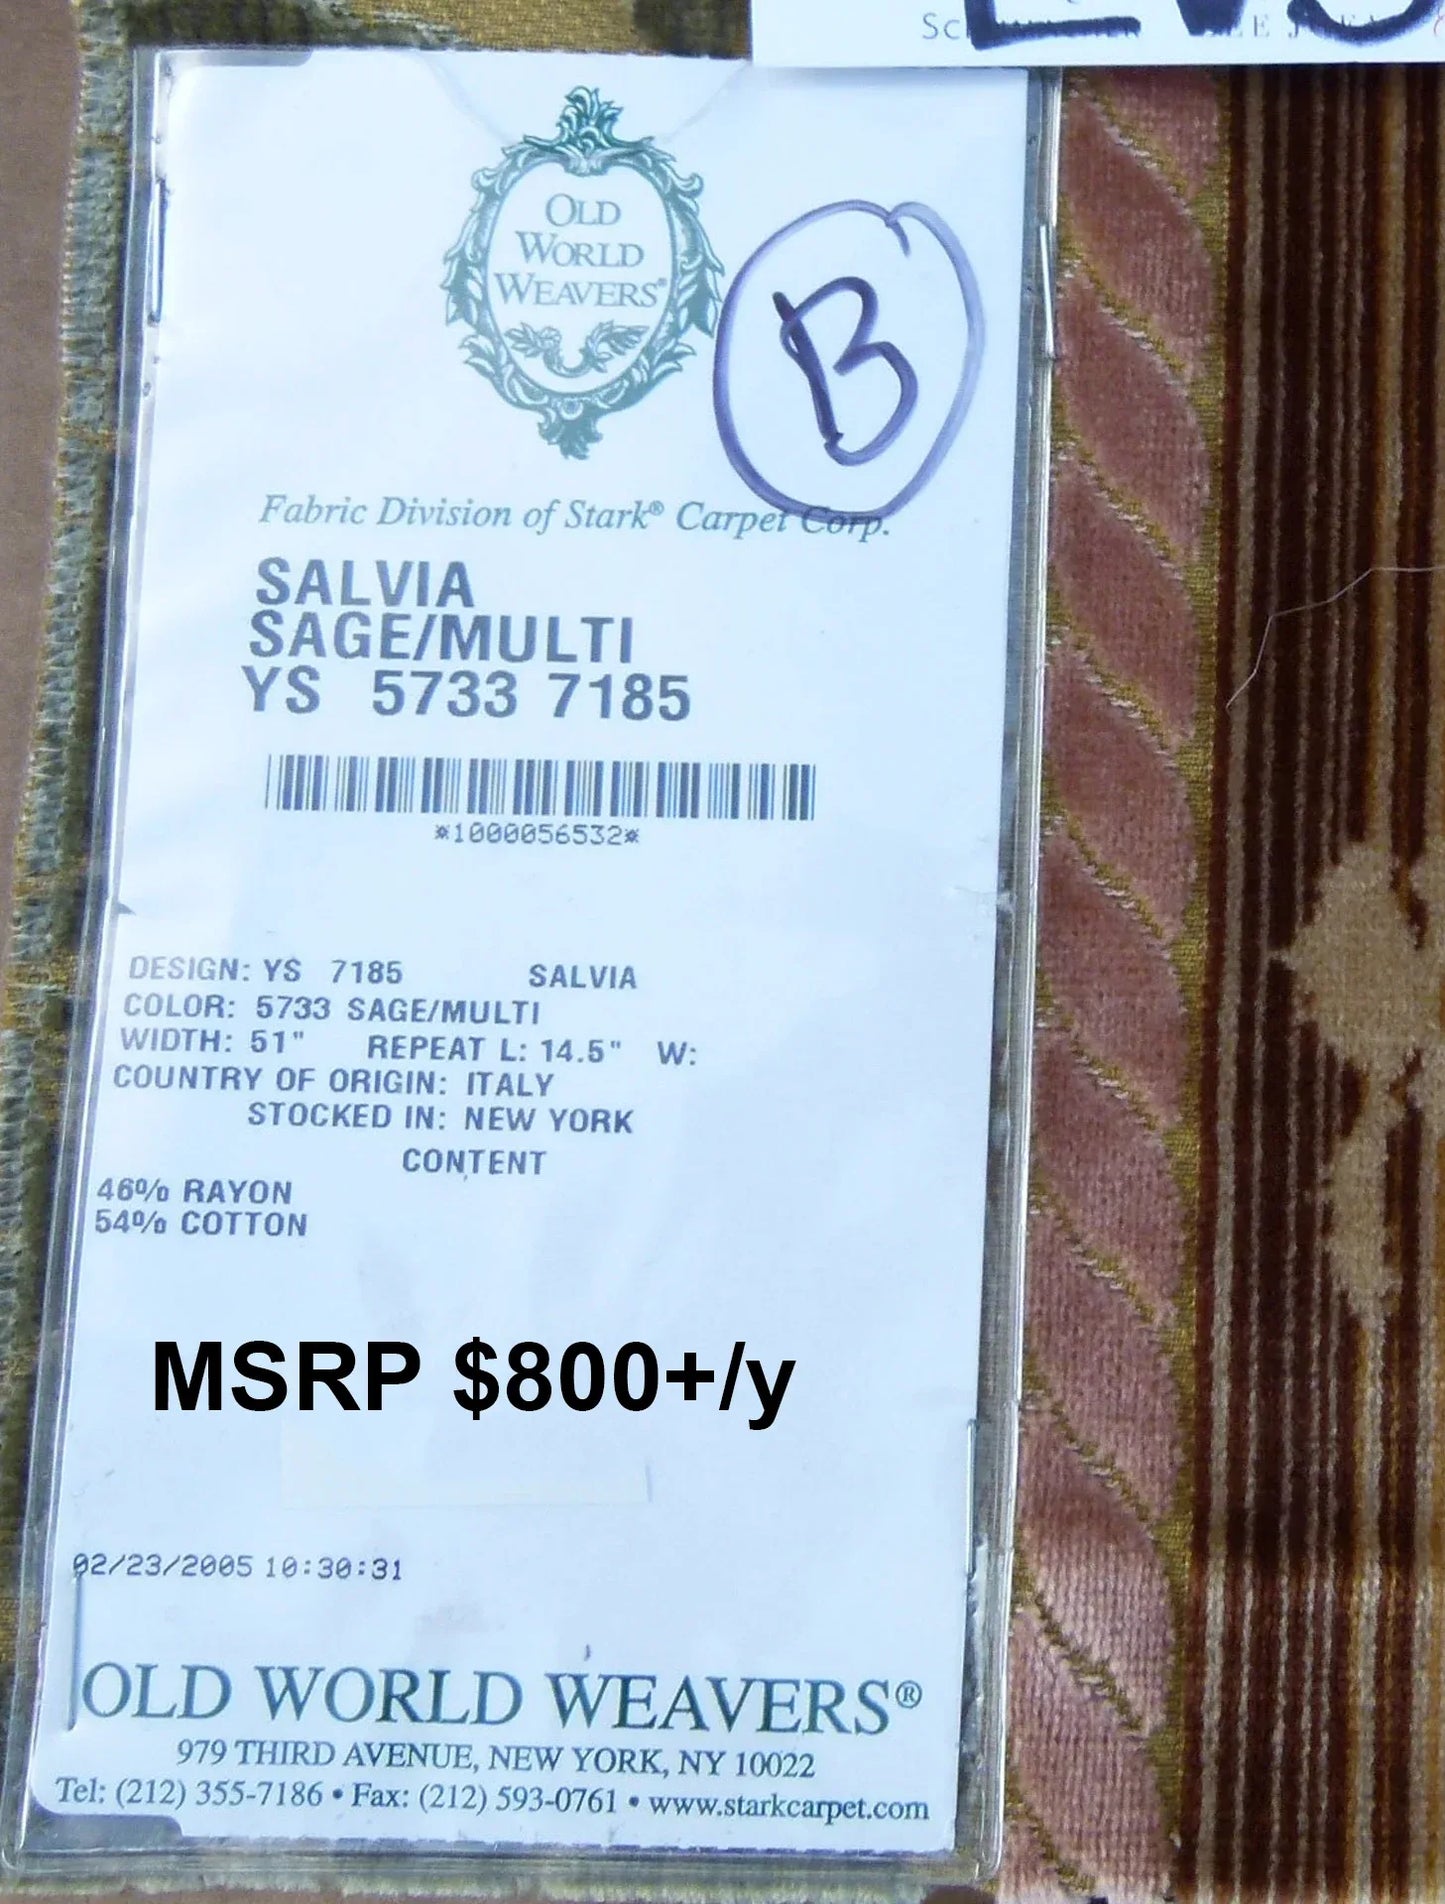 OLD
WORLD
WEAVERS®
B
Fabric Division of Stark® Carpet Corp.
SALVIA
SAGE/MULTI
YS 5733 7185
*1000056532*
DESIGN: YS 7185 SALVIA
COLOR: 5733 SAGE/MULTI
WIDTH: 51" REPEAT L: 14.5" W:
COUNTRY OF ORIGIN: ITALY
STOCKED IN: NEW YORK
CONTENT
46% RAYON
54% COTTON
MSRP $800+/y
02/23/2005 10:30:31
OLD WORLD WEAVERS®
979 THIRD AVENUE, NEW YORK, NY 10022
Tel: (212) 355-7186 • Fax: (212) 593-0761 • www.starkcarpet.com